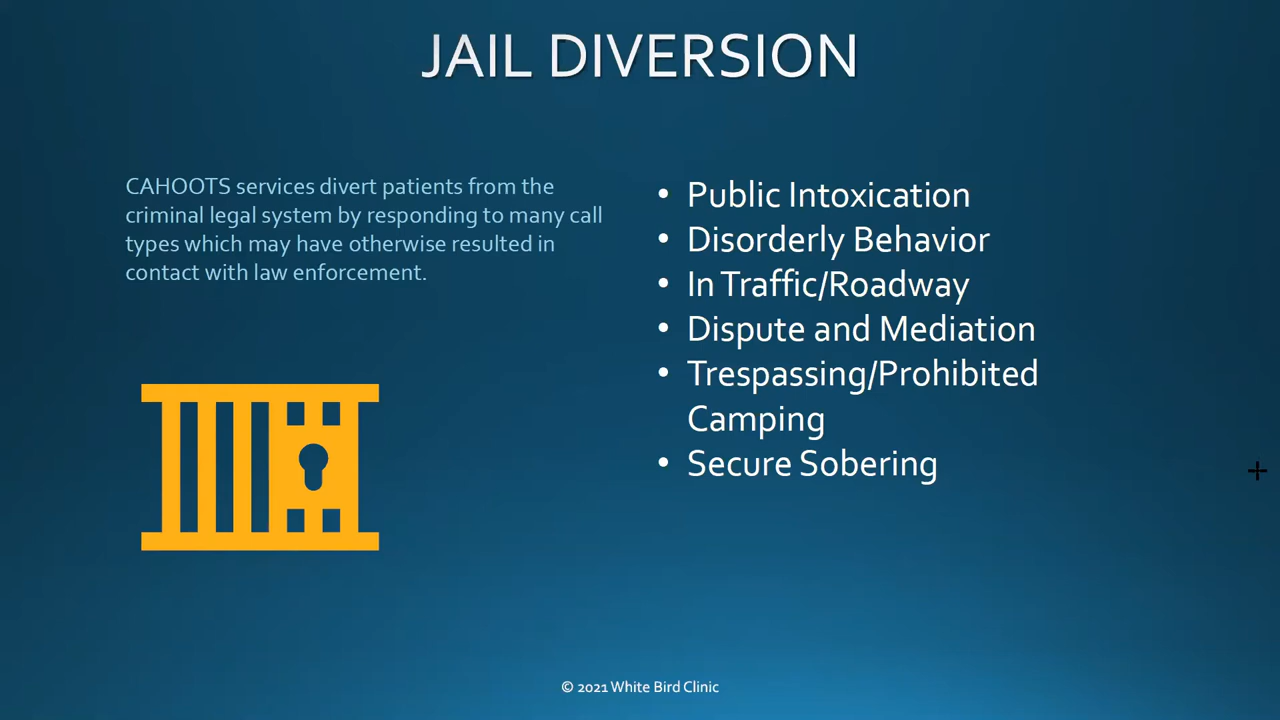 JAIL DIVERSION
CAHOOTS services divert patients from the
criminal legal system by responding to many call
types which may have otherwise resulted in
contact with law enforcement.
• Public Intoxication
• Disorderly Behavior
• In Traffic/Roadway
• Dispute and Mediation
• Trespassing/Prohibited
Camping
• Secure Sobering
© 2021 White Bird Clinic